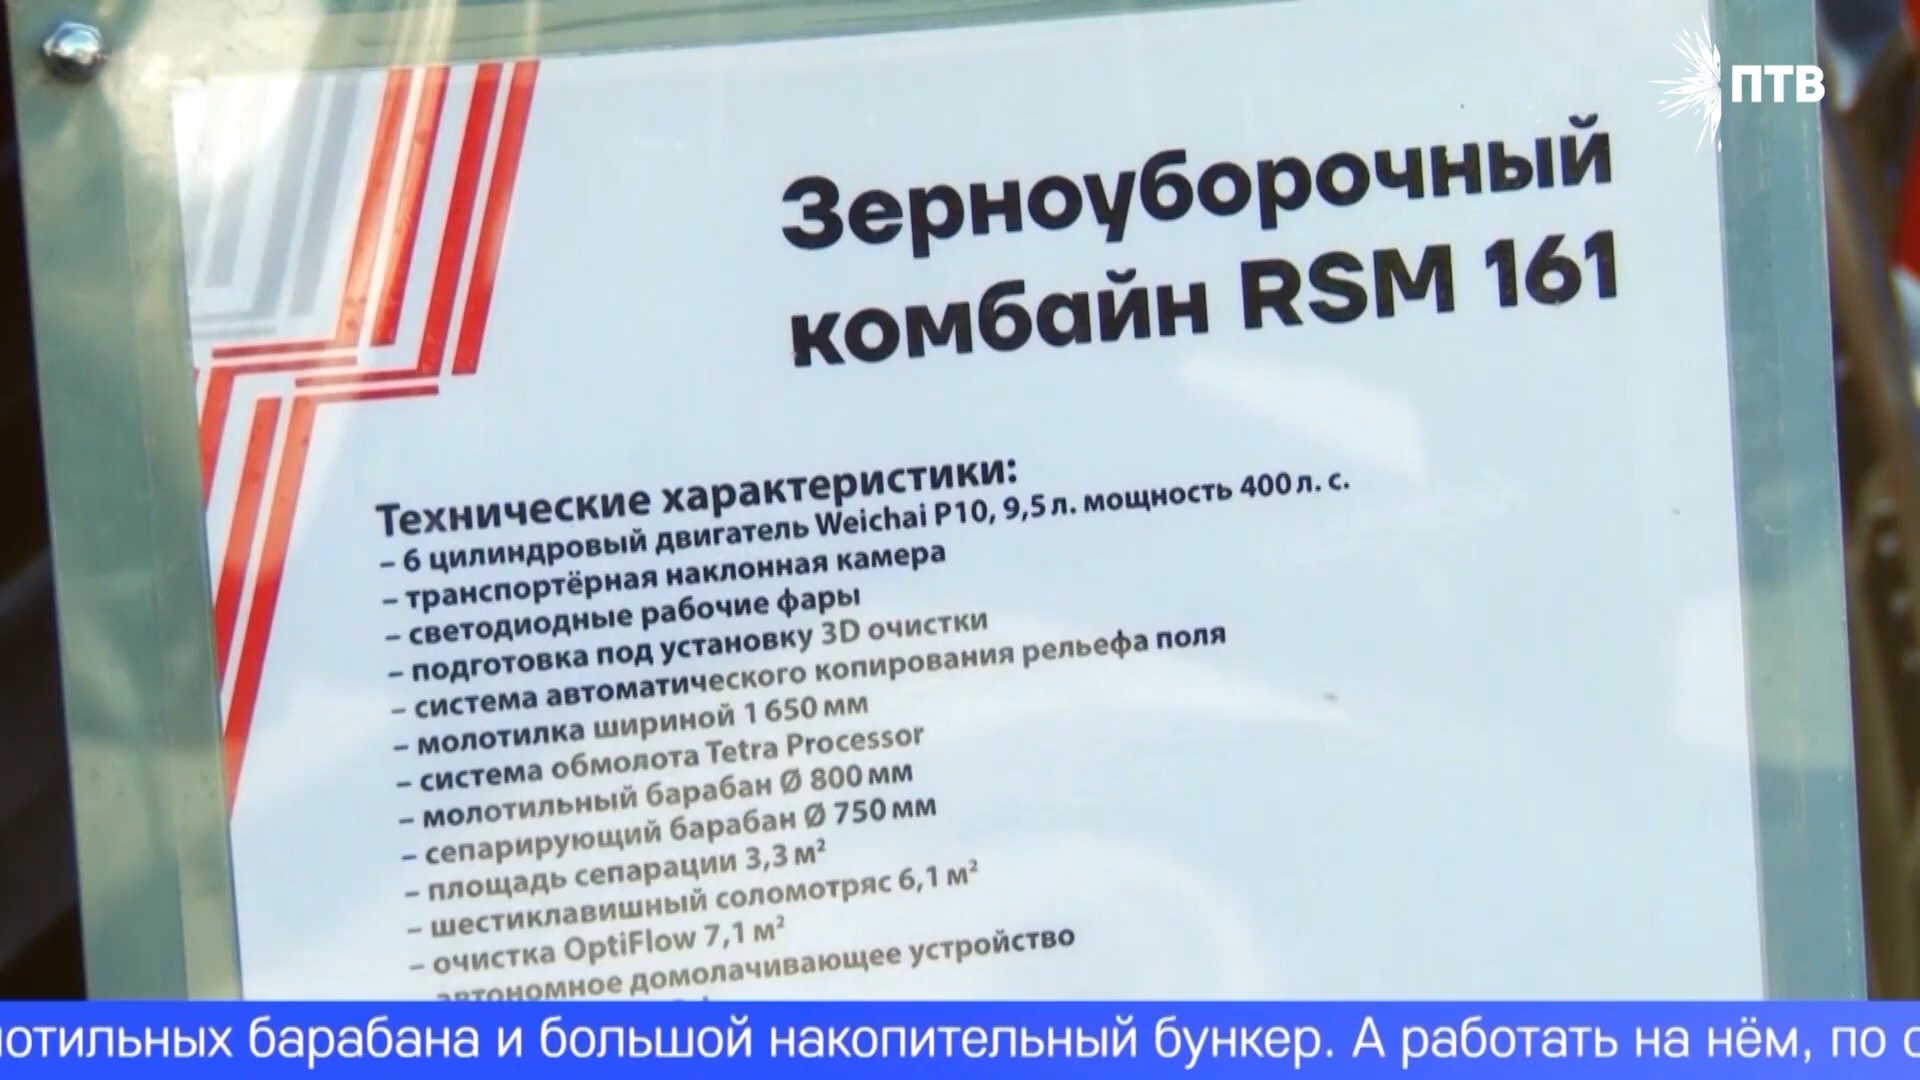 ПТВ
Зерноуборочный
комбайн RSM 161
Технические характеристики:
– 6 цилиндровый двигатель Weichai P10, 9,5 л. мощность 400 л. с.
– транспортёрная наклонная камера
– светодиодные рабочие фары
– подготовка под установку 3D очистки
– система автоматического копирования рельефа поля
– молотилка шириной 1 650 мм
– система обмолота Tetra Processor
– молотильный барабан Ø 800 мм
– сепарирующий барабан Ø 750 мм
– площадь сепарации 3,3 м²
– шестиклавишный соломотряс 6,1 м²
– очистка OptiFlow 7,1 м²
автономное домолачивающее устройство
лотильных барабана и большой накопительный бункер. А работать на нём, по